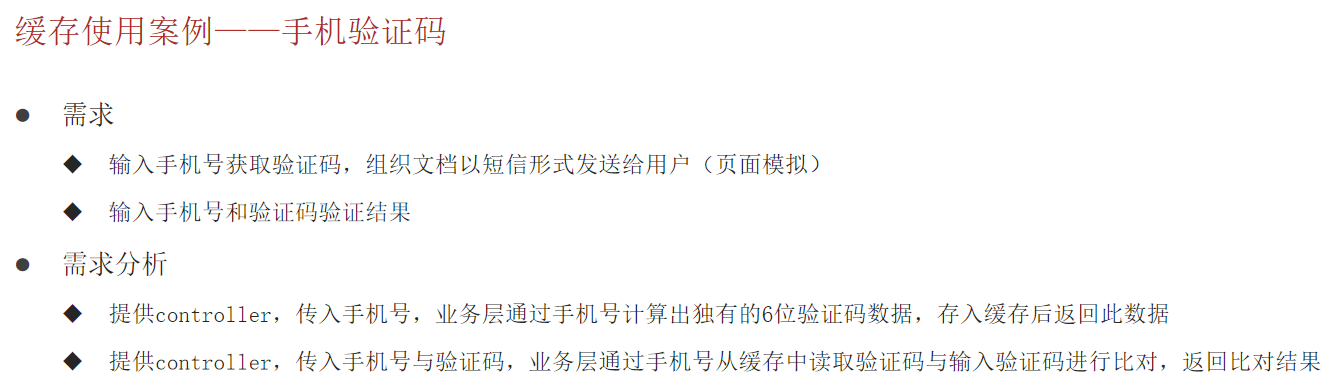 缓存使用案例——手机验证码
● 需求
◆ 输入手机号获取验证码，组织文档以短信形式发送给用户（页面模拟）
◆ 输入手机号和验证码验证结果
● 需求分析
◆ 提供controller，传入手机号，业务层通过手机号计算出独有的6位验证码数据，存入缓存后返回此数据
◆ 提供controller，传入手机号与验证码，业务层通过手机号从缓存中读取验证码与输入验证码进行比对，返回比对结果